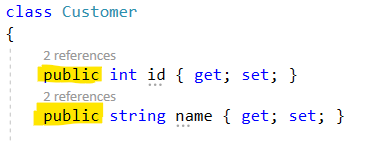 class Customer
{
2 references
public int id { get; set; }
2 references
public string name { get; set; }